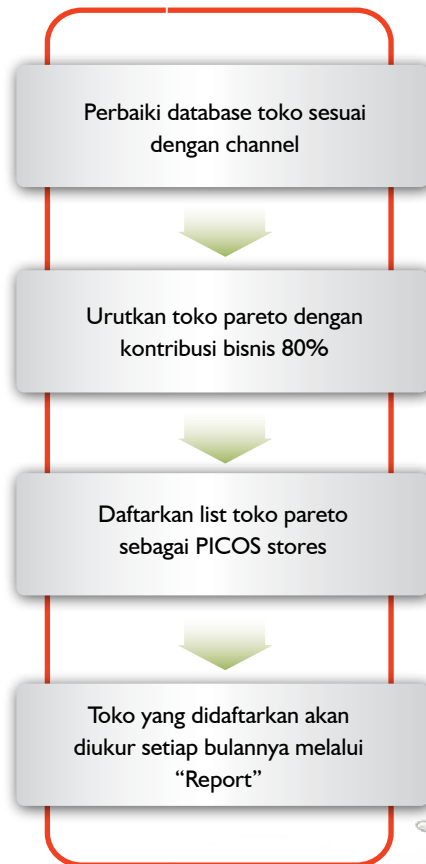 Perbaiki database toko sesuai
dengan channel
Urutkan toko pareto dengan
kontribusi bisnis 80%
Daftarkan list toko pareto
sebagai PICOS stores
Toko yang didaftarkan akan
diukur setiap bulannya melalui
“Report”